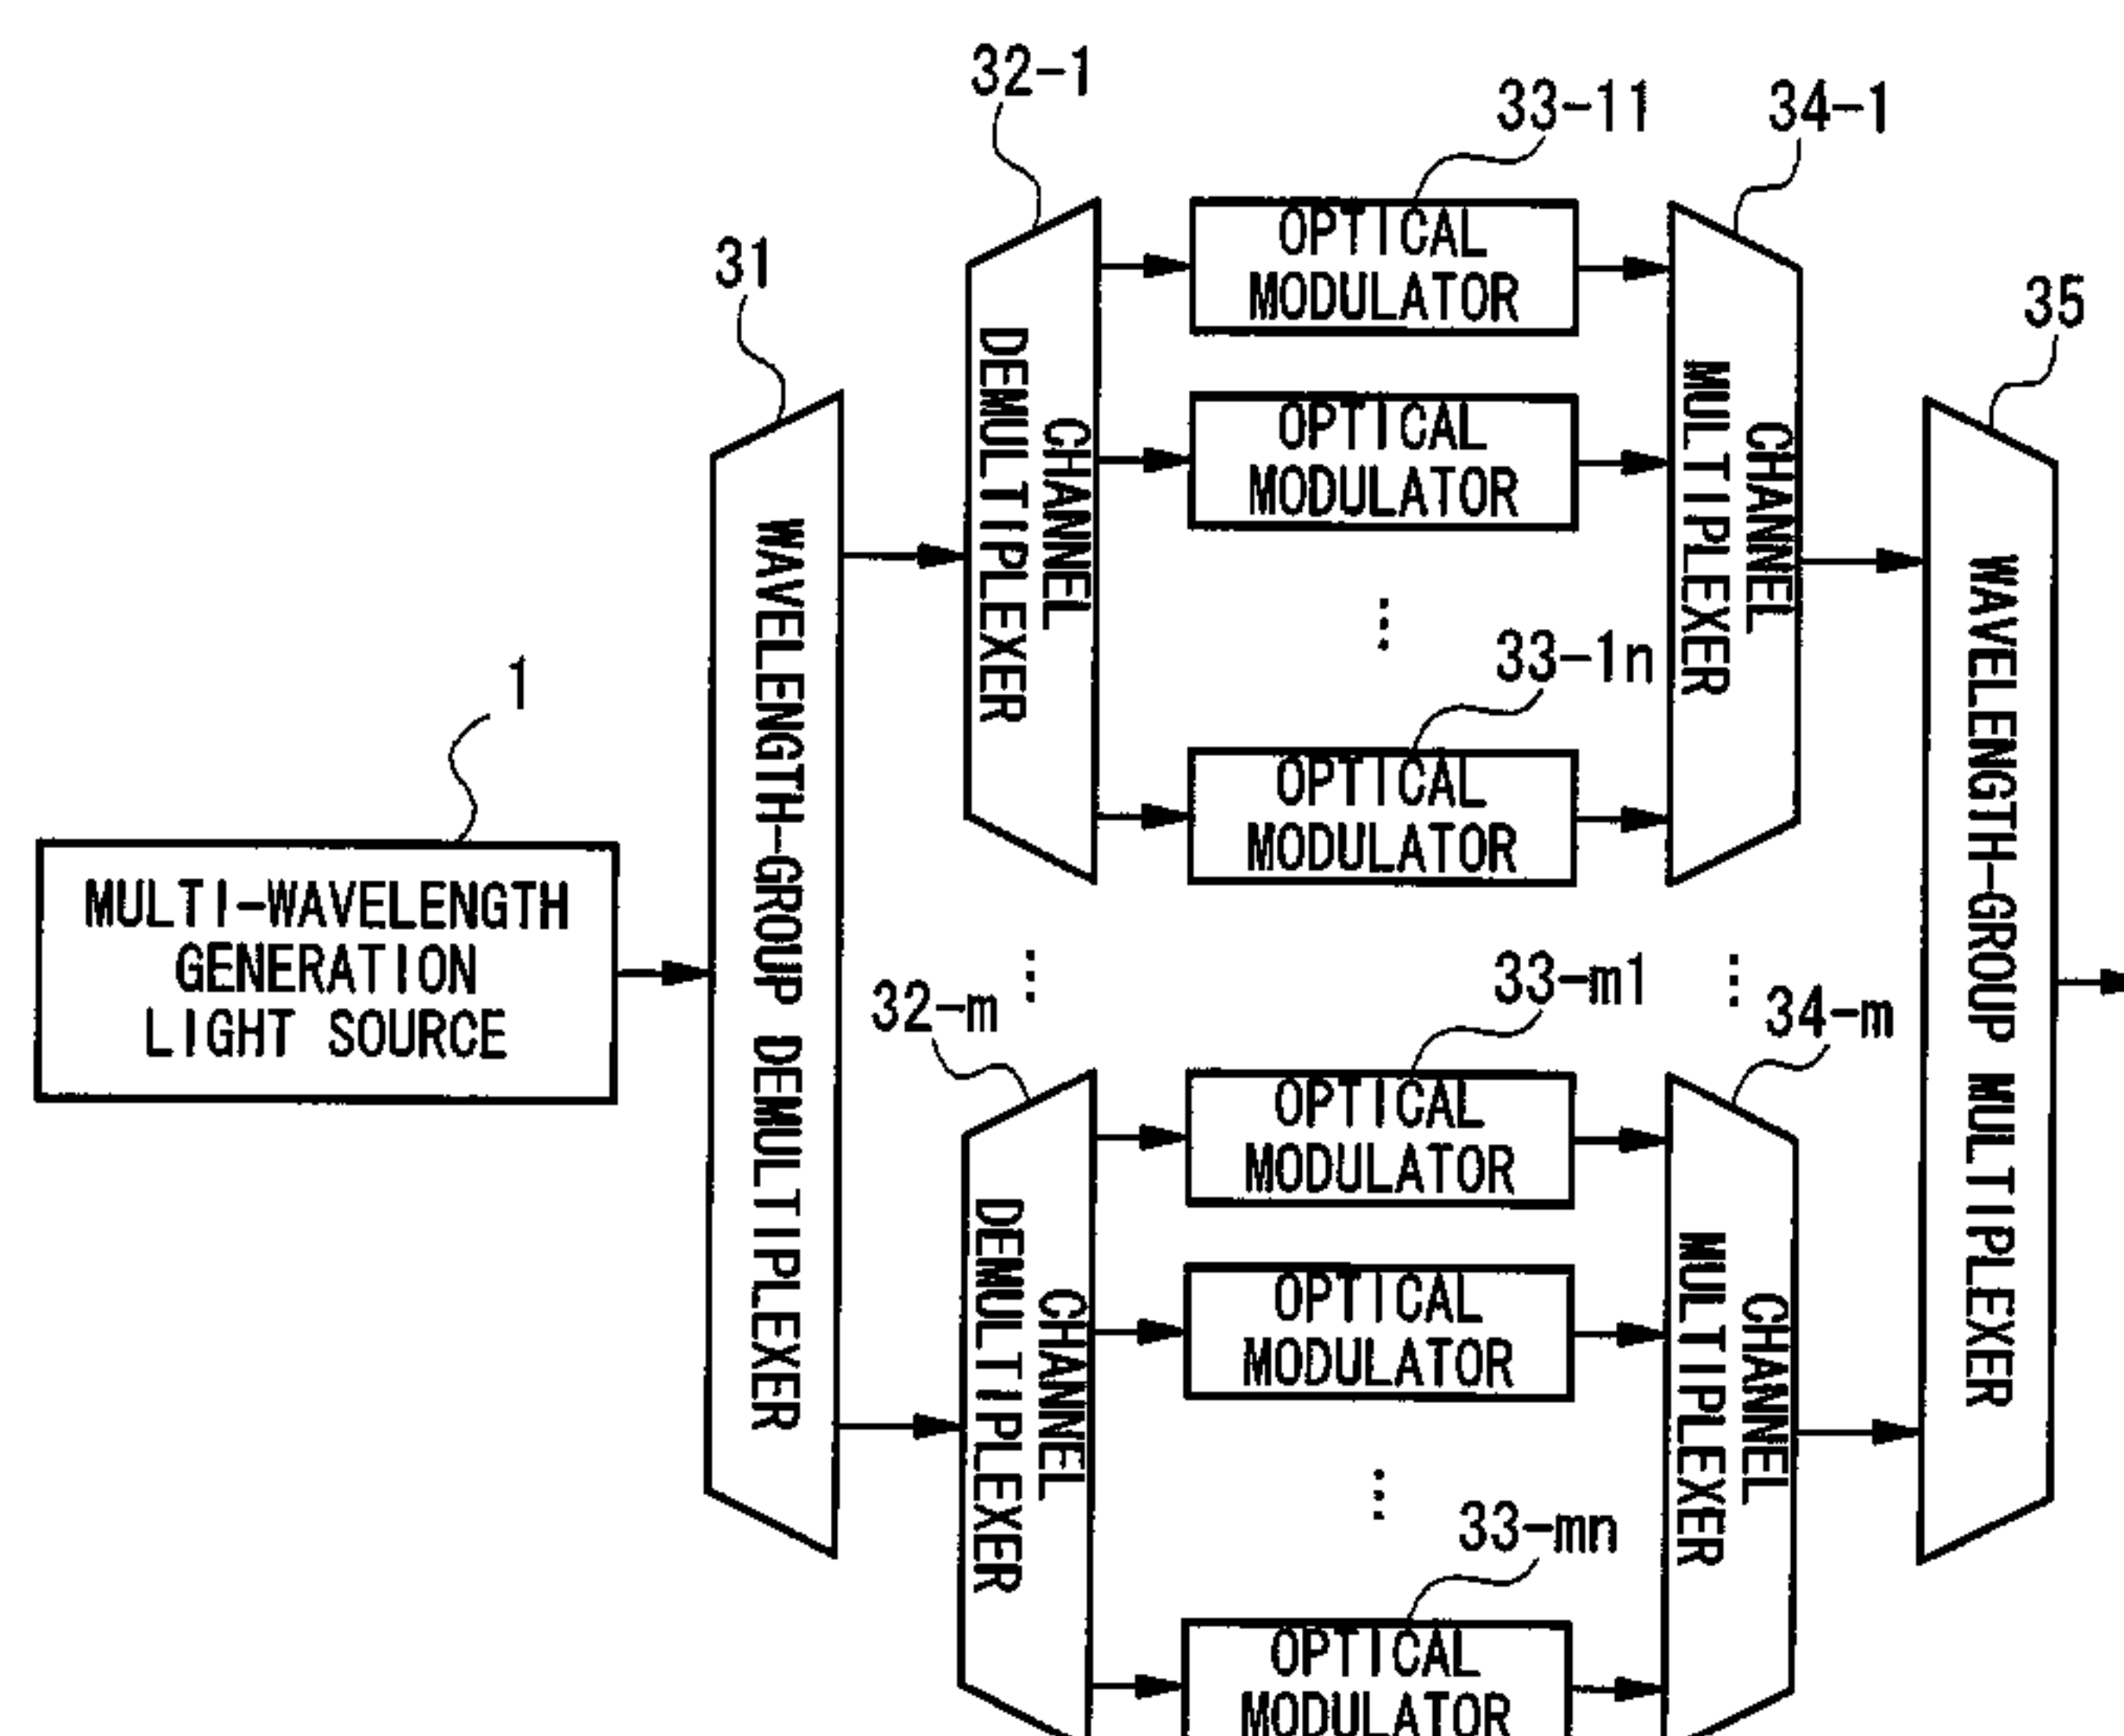 32-1
33-11
34-1
31
OPTICAL
MODULATOR
35
CHANNEL
DEMULTIPLEXER
OPTICAL
MODULATOR
CHANNEL
MULTIPLEXER
33-1n
1
OPTICAL
MODULATOR
MULTI-WAVELENGTH
GENERATION
LIGHT SOURCE
WAVELENGTH-GROUP DEMULTIPLEXER
WAVELENGTH-GROUP MULTIPLEXER
32-m
33-m1
34-m
OPTICAL
MODULATOR
CHANNEL
DEMULTIPLEXER
OPTICAL
MODULATOR
CHANNEL
MULTIPLEXER
33-mn
OPTICAL
MODULATOR